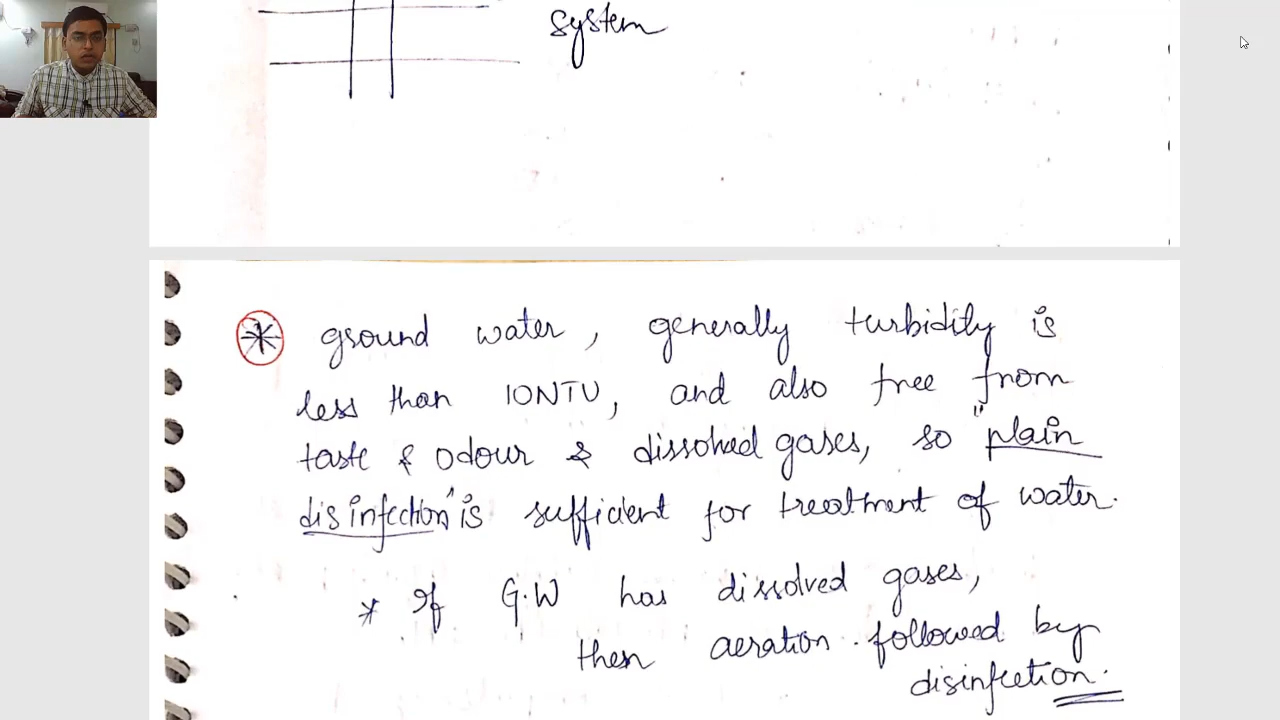 system
* ground water, generally turbidity is
less than 10NTU, and also free from
taste & odour & dissolved gases, so "plain
disinfection" is sufficient for treatment of water.
* If G.W has dissolved gases,
then aeration followed by
disinfection.